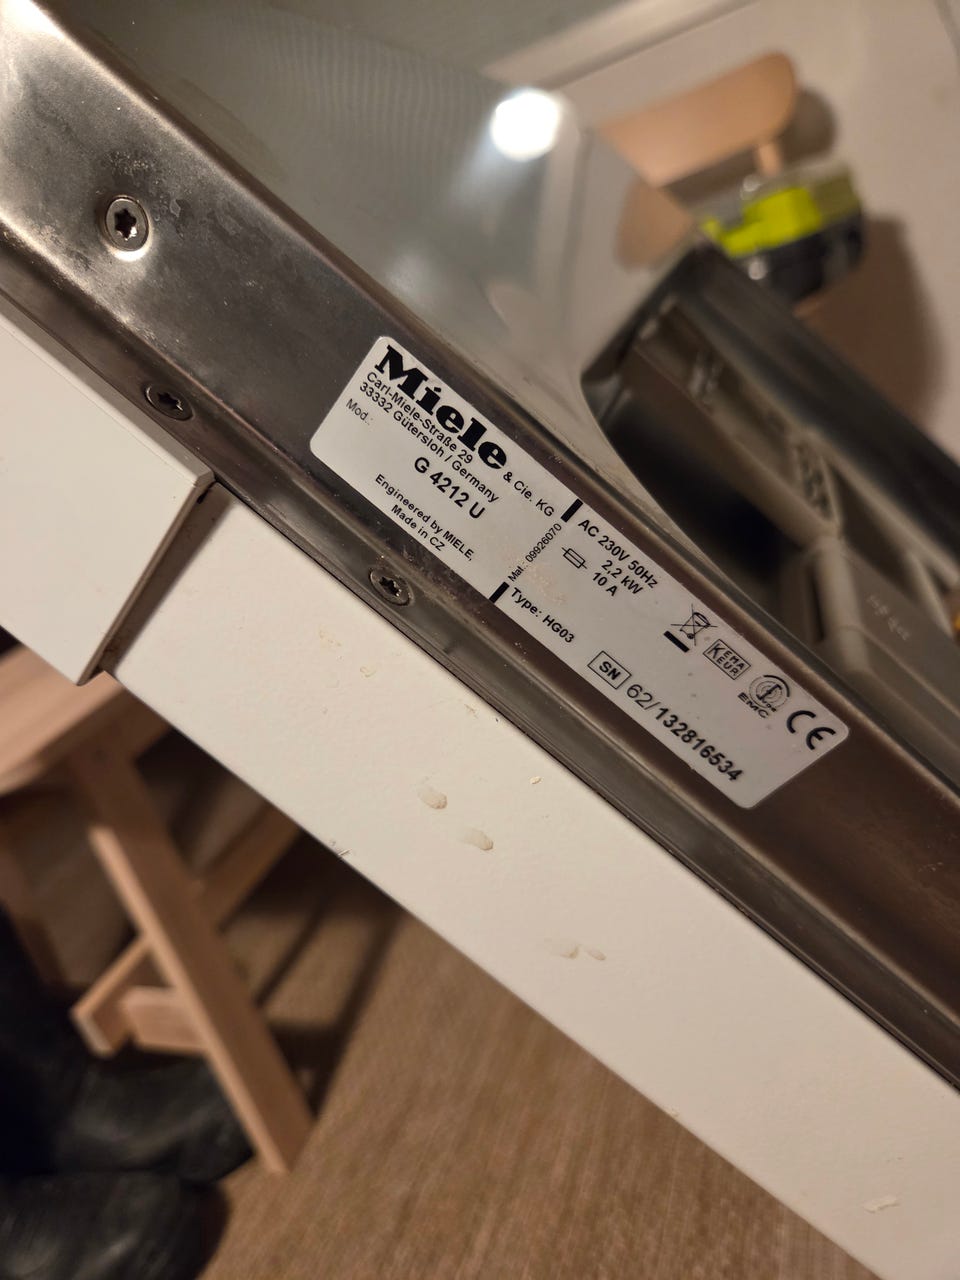 Miele & Cie. KG
Carl-Miele-Straße 29
33332 Gütersloh / Germany
Mod.:
G 4212 U
Engineered by MIELE,
Made in CZ
Mat.: 09926070
AC 230V 50Hz
2,2 kW
10 A
Type: HG03
SN 62/132816534
KEMA
KEUR
EMC
CE